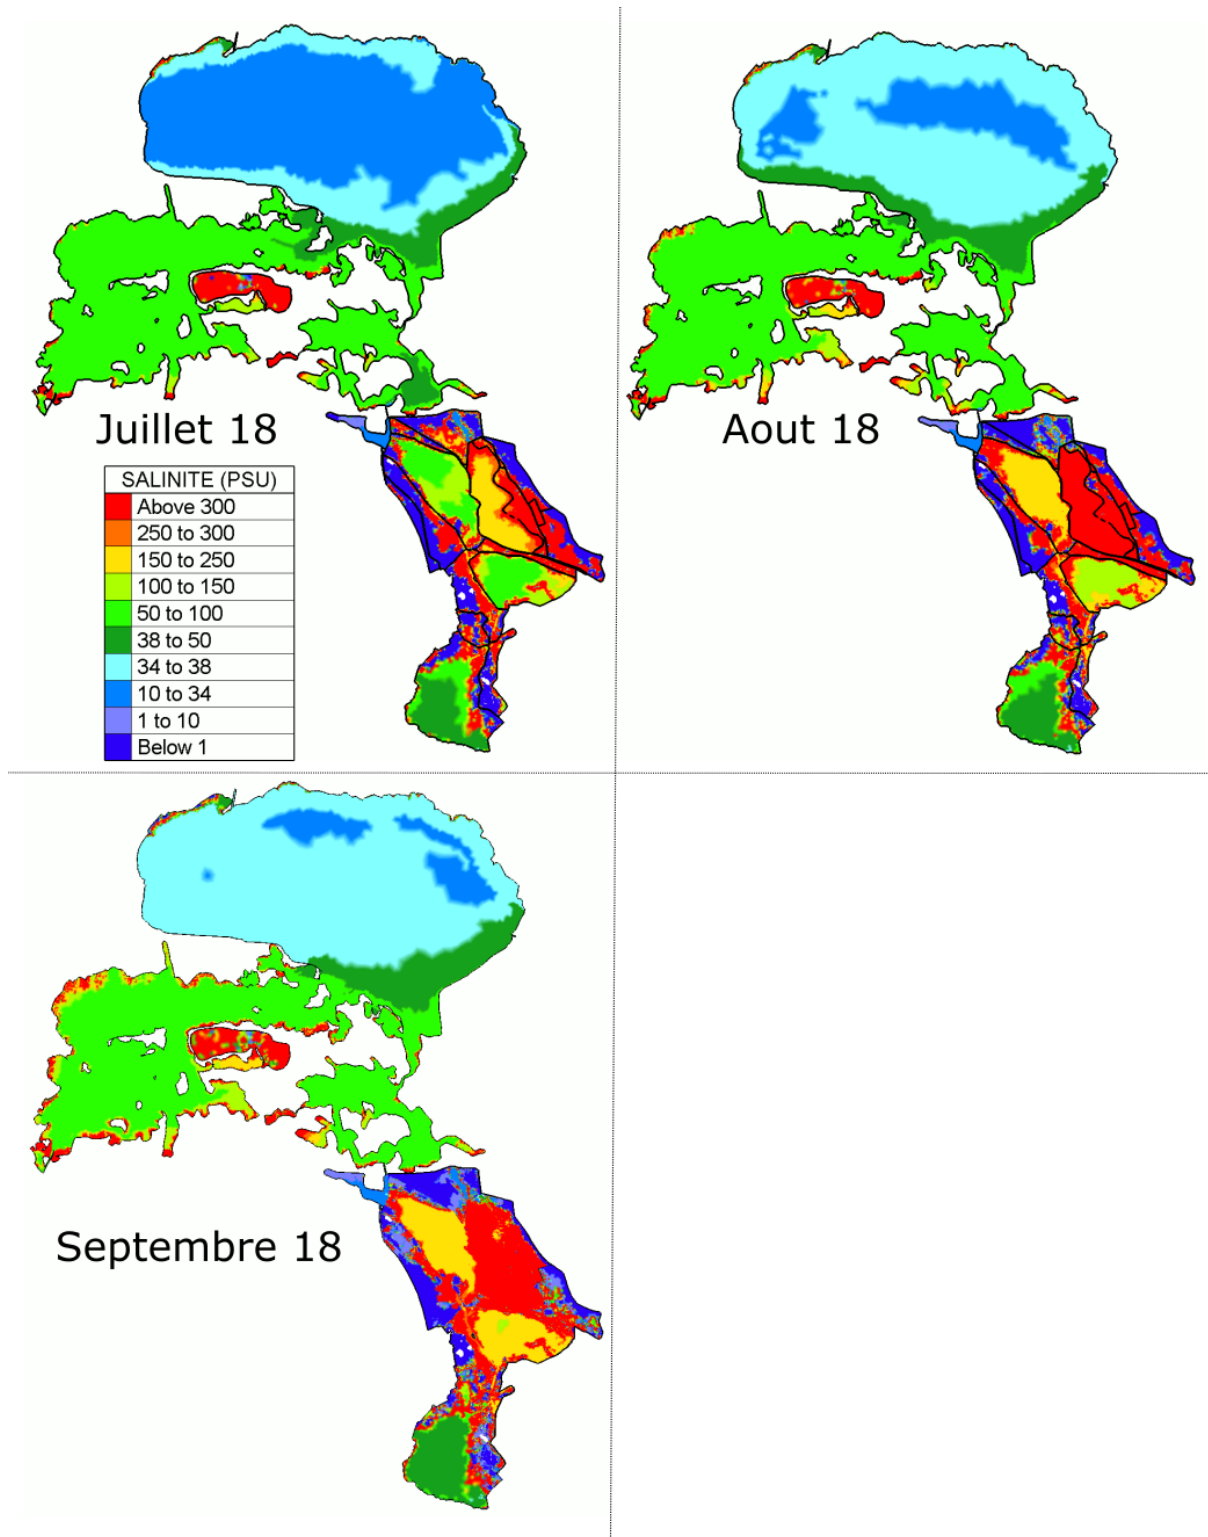 Juillet 18
Aout 18
SALINITE (PSU)
Above 300
250 to 300
150 to 250
100 to 150
50 to 100
38 to 50
34 to 38
10 to 34
1 to 10
Below 1
Septembre 18